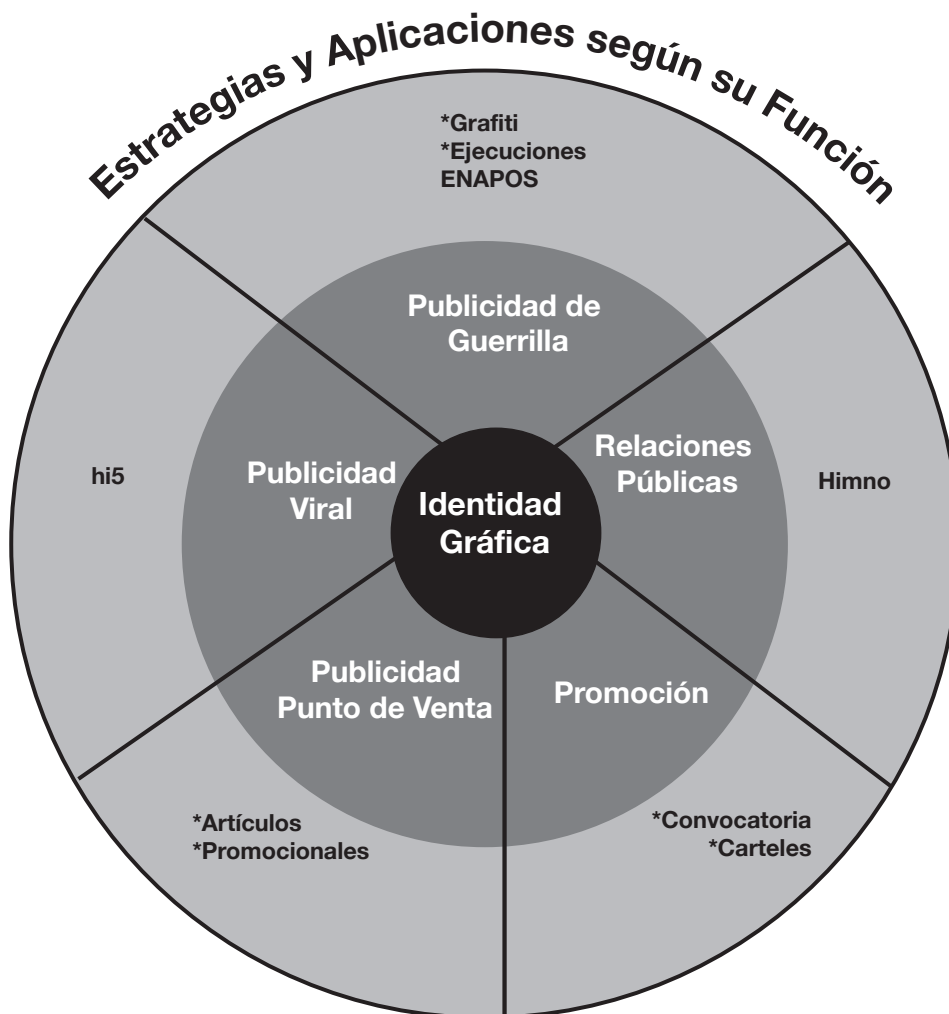 Estrategias y Aplicaciones según su Función
*Grafiti
*Ejecuciones
ENAPOS
Publicidad de
Guerrilla
Relaciones
Públicas
Himno
hi5
Publicidad
Viral
Identidad
Gráfica
Publicidad
Punto de Venta
Promoción
*Artículos
*Promocionales
*Convocatoria
*Carteles